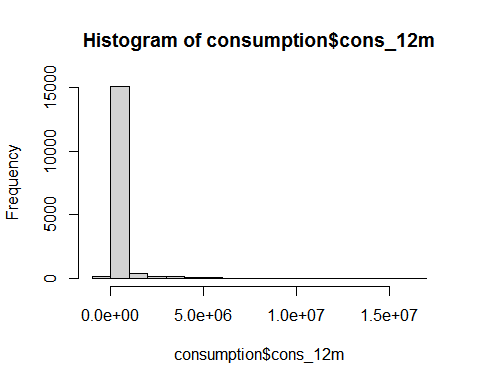 Histogram of consumption$cons_12m
Frequency
15000
10000
5000
0
0.0e+00 5.0e+06 1.0e+07 1.5e+07
consumption$cons_12m